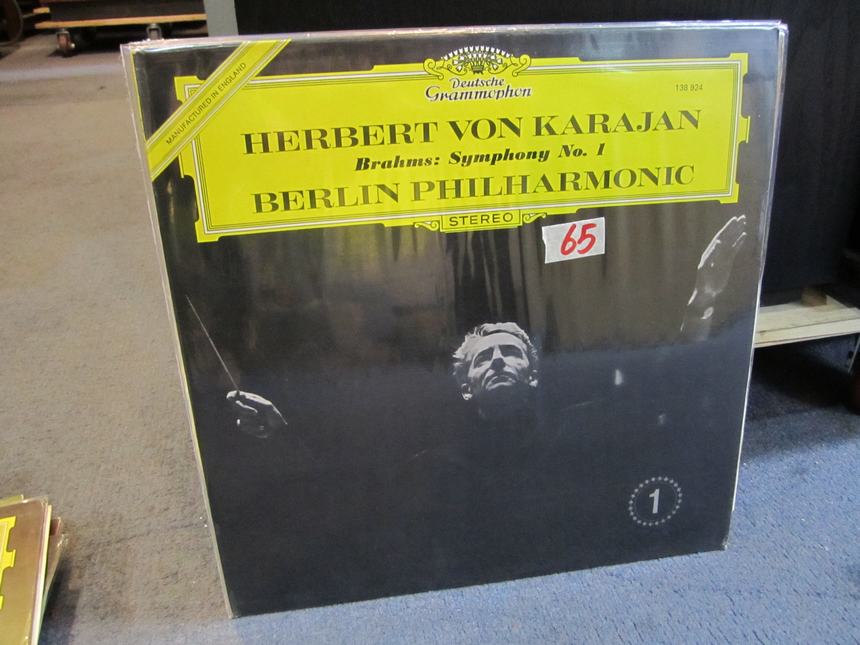 MANUFACTURED IN ENGLAND
Deutsche
Grammophon
138 924
HERBERT VON KARAJAN
Brahms: Symphony No. 1
BERLIN PHILHARMONIC
STEREO
65
1